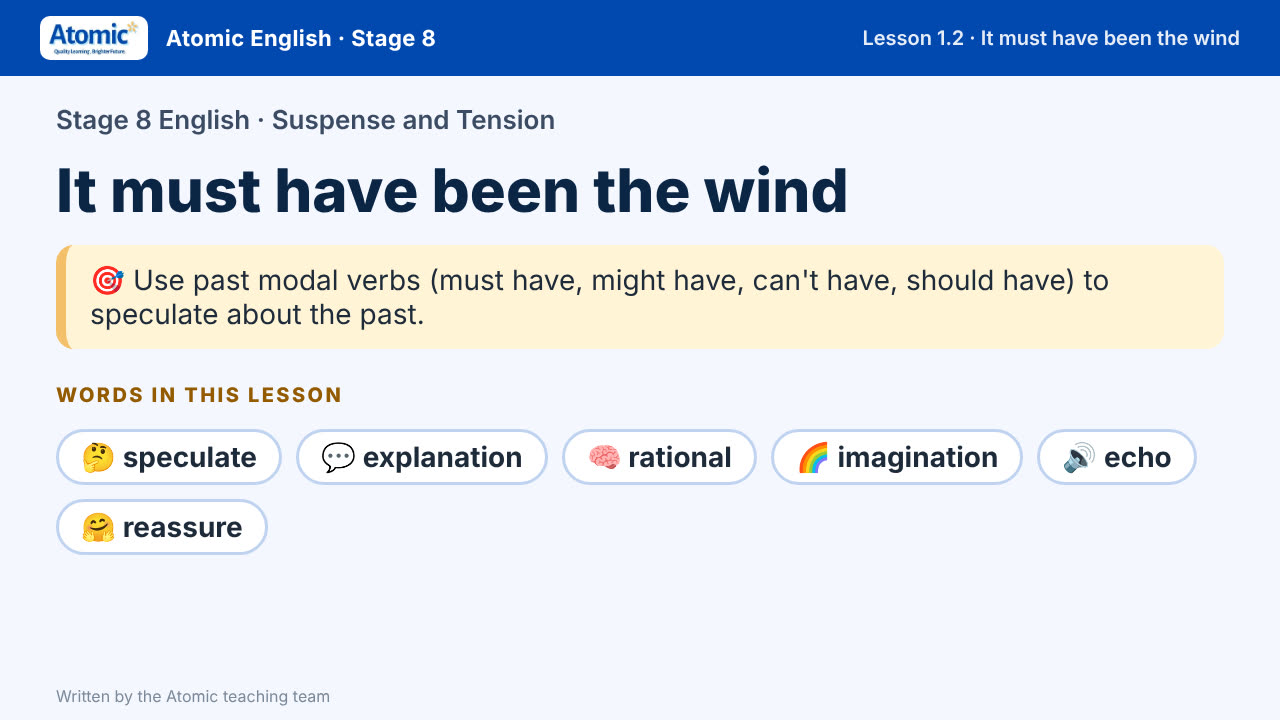 Atomic
Quality Learning. Brighter Future.
Atomic English · Stage 8
Lesson 1.2 · It must have been the wind
Stage 8 English · Suspense and Tension
It must have been the wind
🎯 Use past modal verbs (must have, might have, can't have, should have) to
speculate about the past.
WORDS IN THIS LESSON
🤔 speculate
💬 explanation
🧠 rational
🌈 imagination
🔊 echo
🤗 reassure
Written by the Atomic teaching team